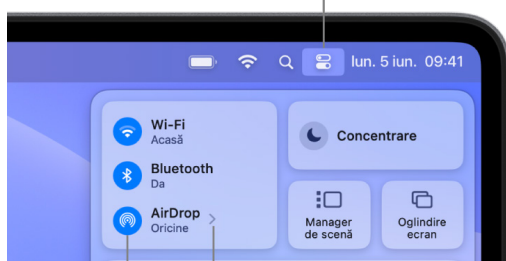 lun. 5 iun. 09:41
Wi-Fi
Acasă
Bluetooth
Da
AirDrop
Oricine
Concentrare
Manager
de scenă
Oglindire
ecran